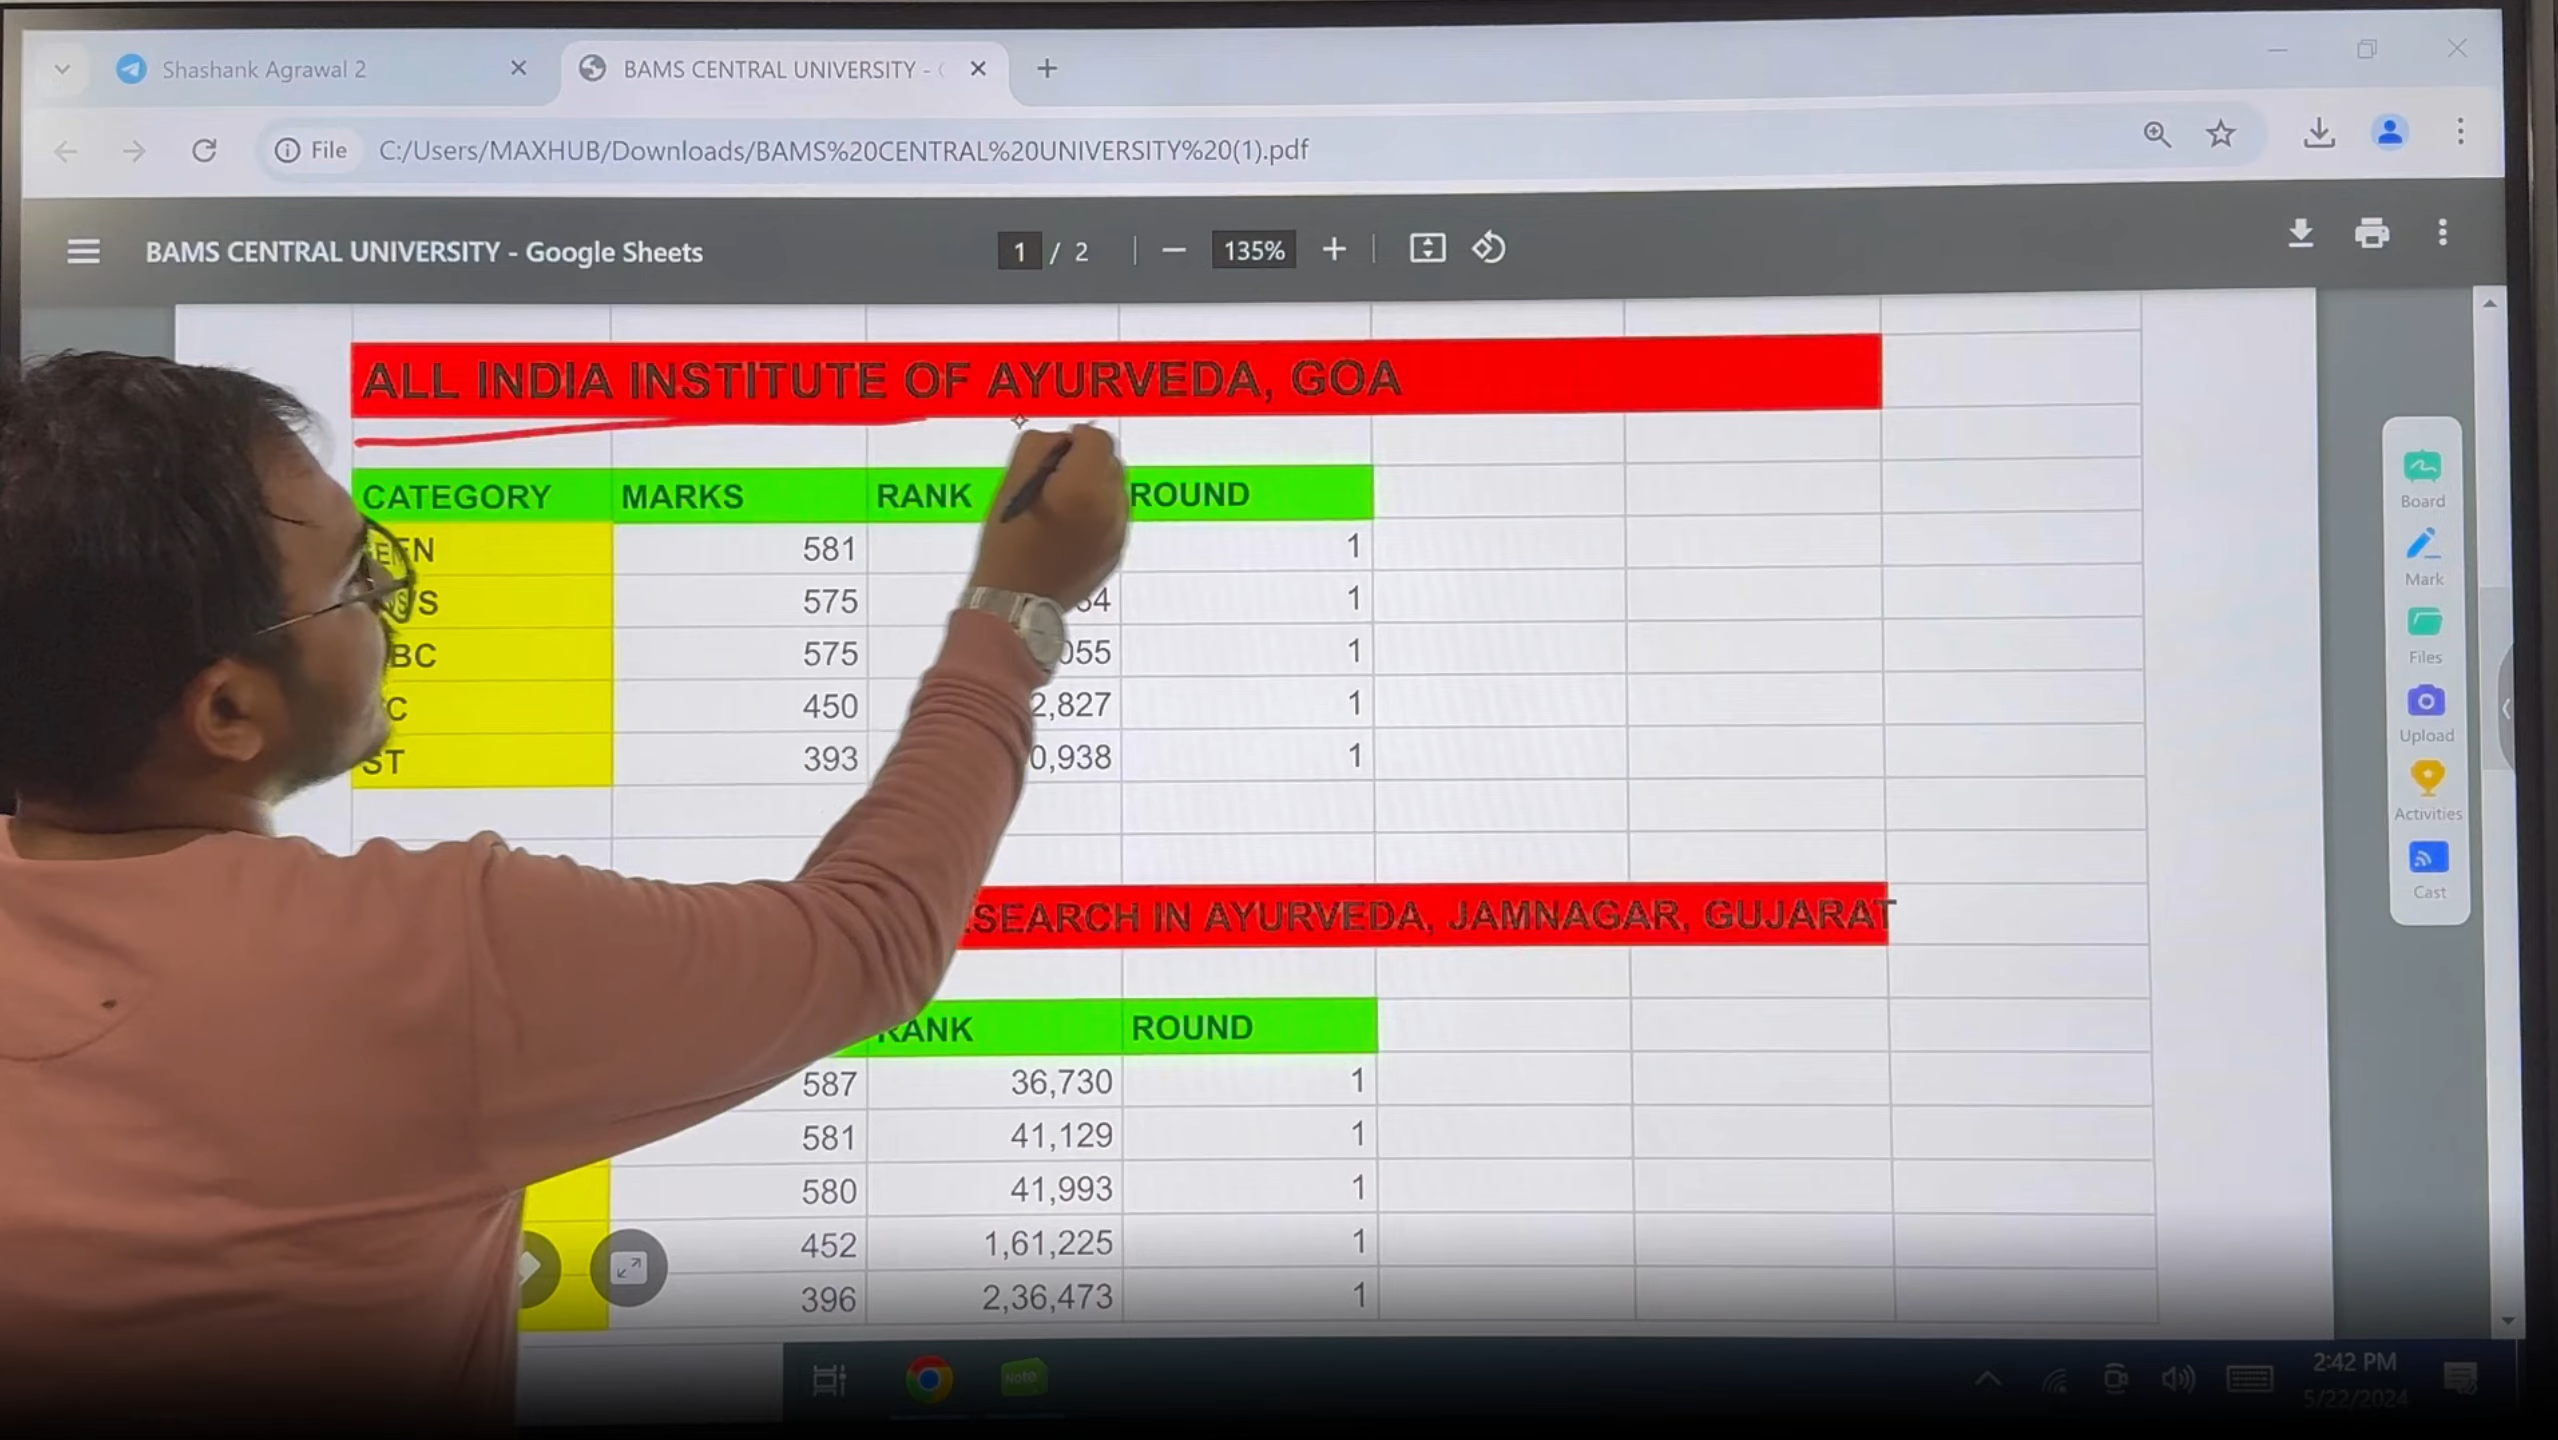 Shashank Agrawal 2
BAMS CENTRAL UNIVERSITY - (
File C:/Users/MAXHUB/Downloads/BAMS%20CENTRAL%20UNIVERSITY%20(1).pdf
BAMS CENTRAL UNIVERSITY - Google Sheets 1 / 2 135%
ALL INDIA INSTITUTE OF AYURVEDA, GOA
CATEGORY MARKS RANK ROUND
581 1
575 1
575 055 1
450 2,827 1
ST 393 0,938 1
SEARCH IN AYURVEDA, JAMNAGAR, GUJARAT
RANK ROUND
587 36,730 1
581 41,129 1
580 41,993 1
452 1,61,225 1
396 2,36,473 1
Board
Mark
Files
Upload
Activities
Cast
Note
2:42 PM
5/22/2024